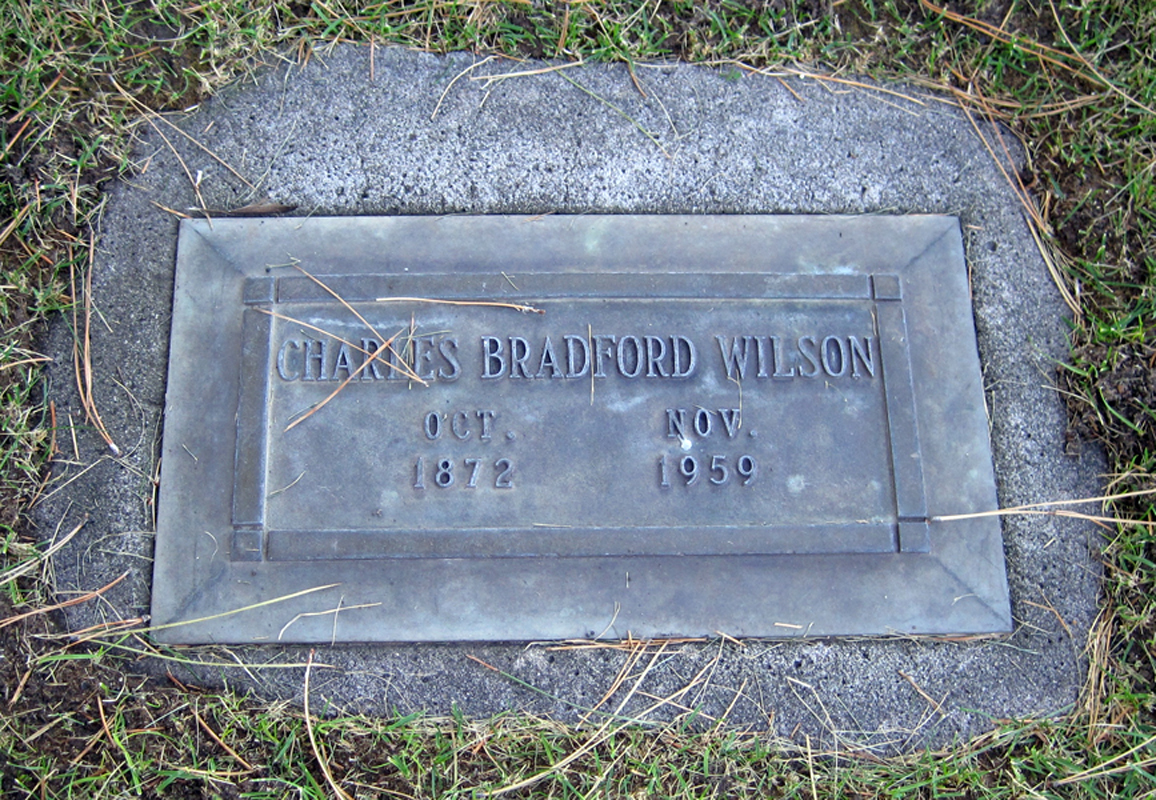 CHARLES BRADFORD WILSON
OCT. NOV.
1872 1959